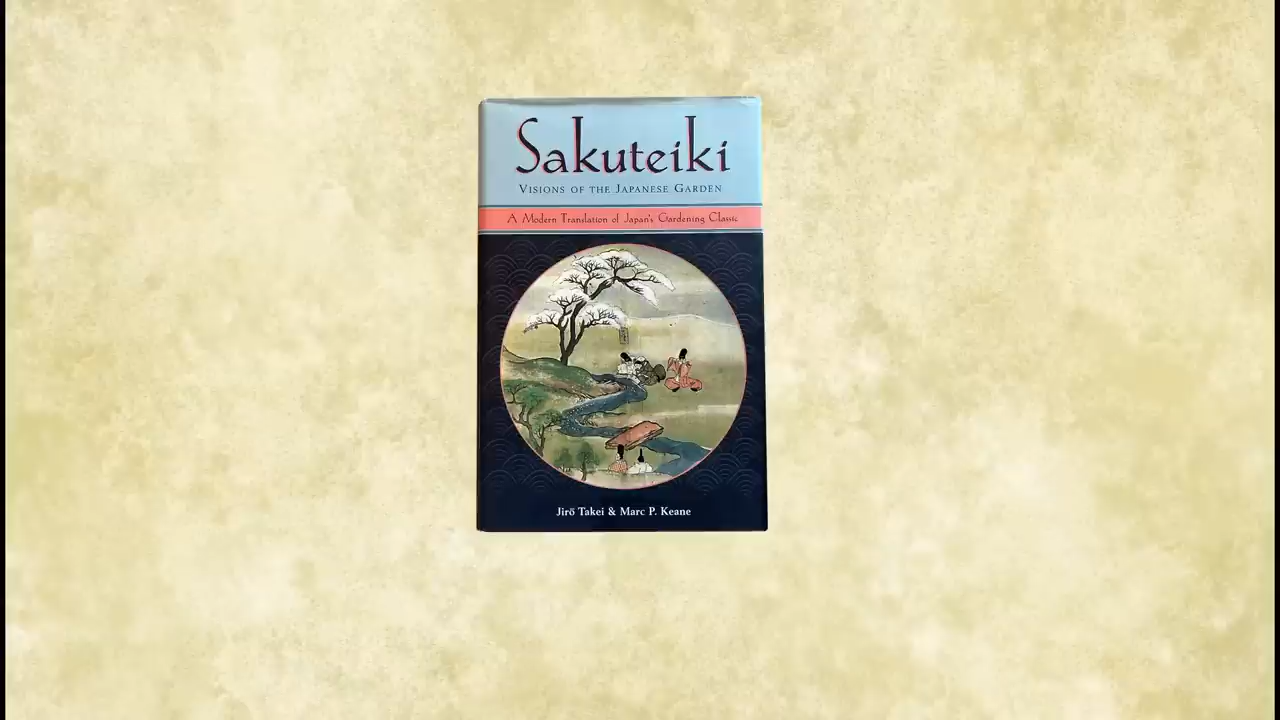 Sakuteiki
Visions of the Japanese Garden
A Modern Translation of Japan's Gardening Classic
Jirō Takei & Marc P. Keane